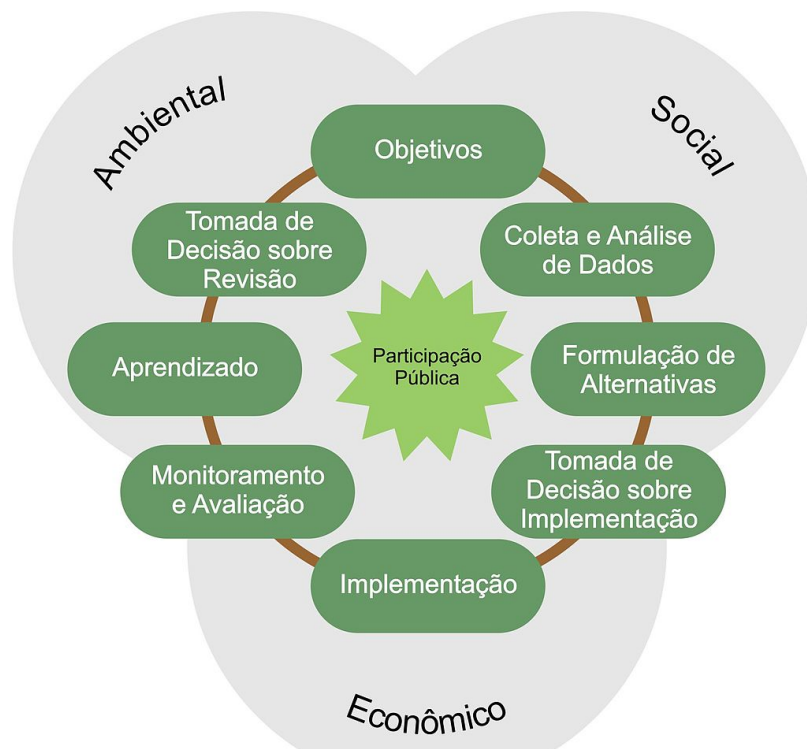 Ambiental
Social
Objetivos
Tomada de
Decisão sobre
Revisão
Coleta e Análise
de Dados
Participação
Pública
Aprendizado
Formulação de
Alternativas
Monitoramento
e Avaliação
Tomada de
Decisão sobre
Implementação
Implementação
Econômico